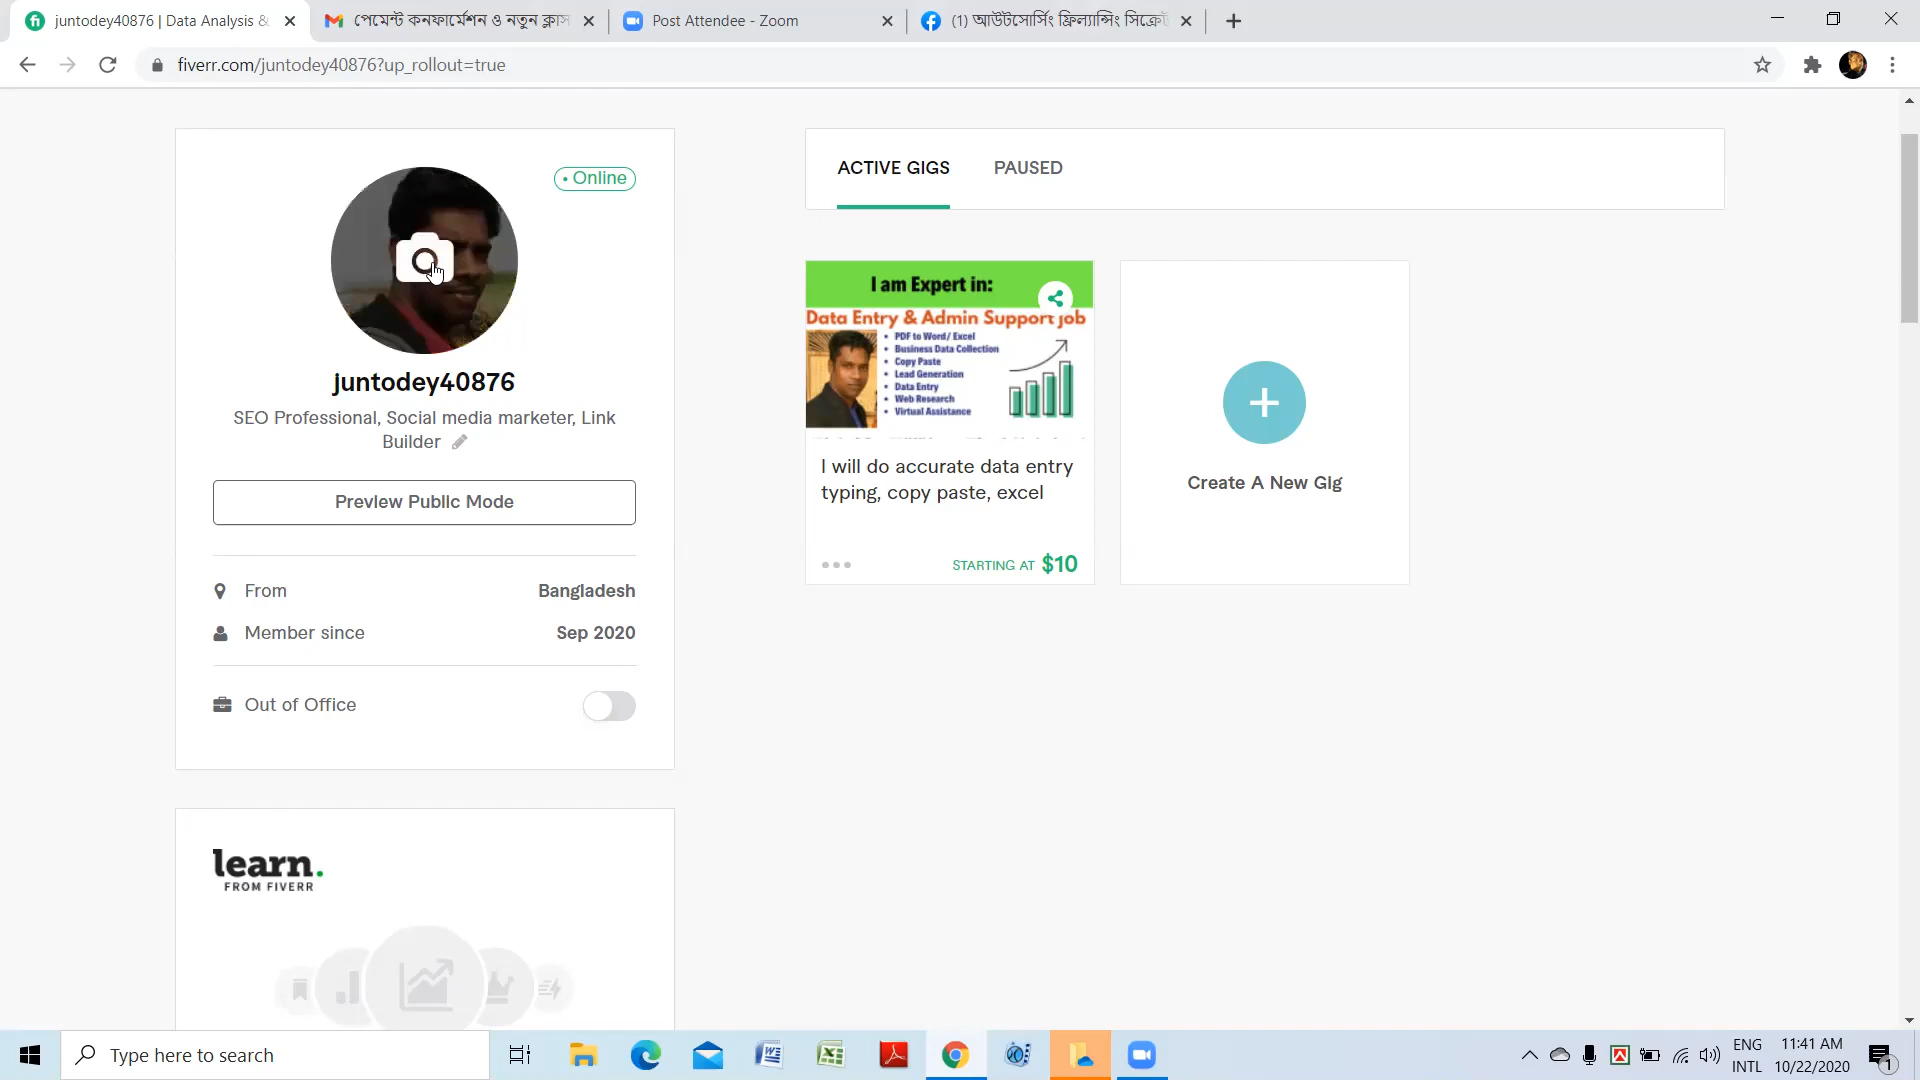 juntodey40876 | Data Analysis &
পেমেন্ট কনফার্মেশন ও নতুন ক্লাস
Post Attendee - Zoom
(1) আউটসোর্সিং ফ্রিল্যান্সিং সিক্রেট
fiverr.com/juntodey40876?up_rollout=true
• Online
juntodey40876
SEO Professional, Social media marketer, Link
Builder
Preview Public Mode
From Bangladesh
Member since Sep 2020
Out of Office
learn.
FROM FIVERR
ACTIVE GIGS PAUSED
I am Expert in:
Data Entry & Admin Support job
• PDF to Word/ Excel
• Business Data Collection
• Copy Paste
• Lead Generation
• Data Entry
• Web Research
• Virtual Assistance
I will do accurate data entry
typing, copy paste, excel
STARTING AT $10
Create A New Gig
Type here to search
ENG
INTL
11:41 AM
10/22/2020
1